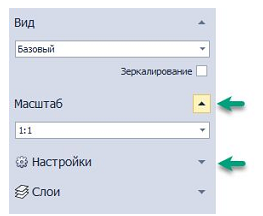 Вид
Базовый
Зеркалирование
Масштаб
1:1
Настройки
Слои